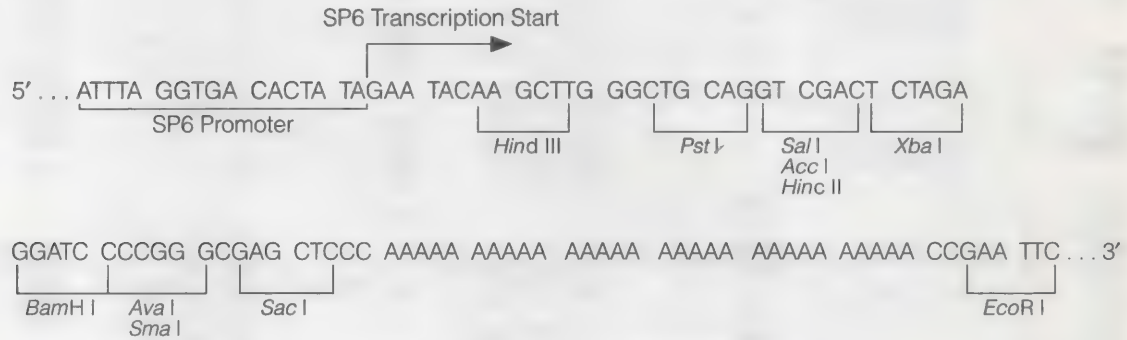 SP6 Transcription Start
5′ . . . ATTTA GGTGA CACTA TAGAA TACAA GCTTG GGCTG CAGGT CGACT CTAGA
SP6 Promoter
Hind III
Pst I
Sal I
Xba I
Acc I
Hinc II
GGATC CCCGG GCGAG CTCCC AAAAA AAAAA AAAAA AAAAA AAAAA AAAAA CCGAA TTC . . . 3′
BamH I
Ava I
Sac I
EcoR I
Sma I